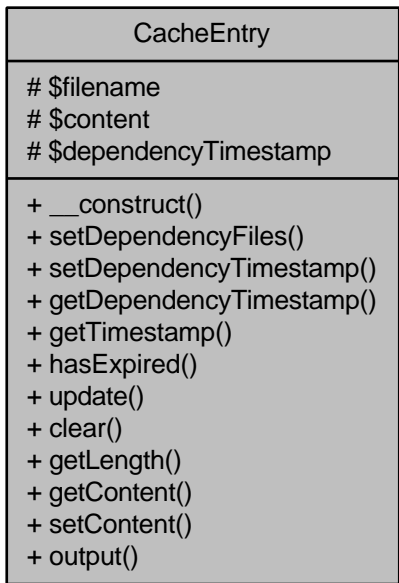 CacheEntry
# $filename
# $content
# $dependencyTimestamp
+ __construct()
+ setDependencyFiles()
+ setDependencyTimestamp()
+ getDependencyTimestamp()
+ getTimestamp()
+ hasExpired()
+ update()
+ clear()
+ getLength()
+ getContent()
+ setContent()
+ output()